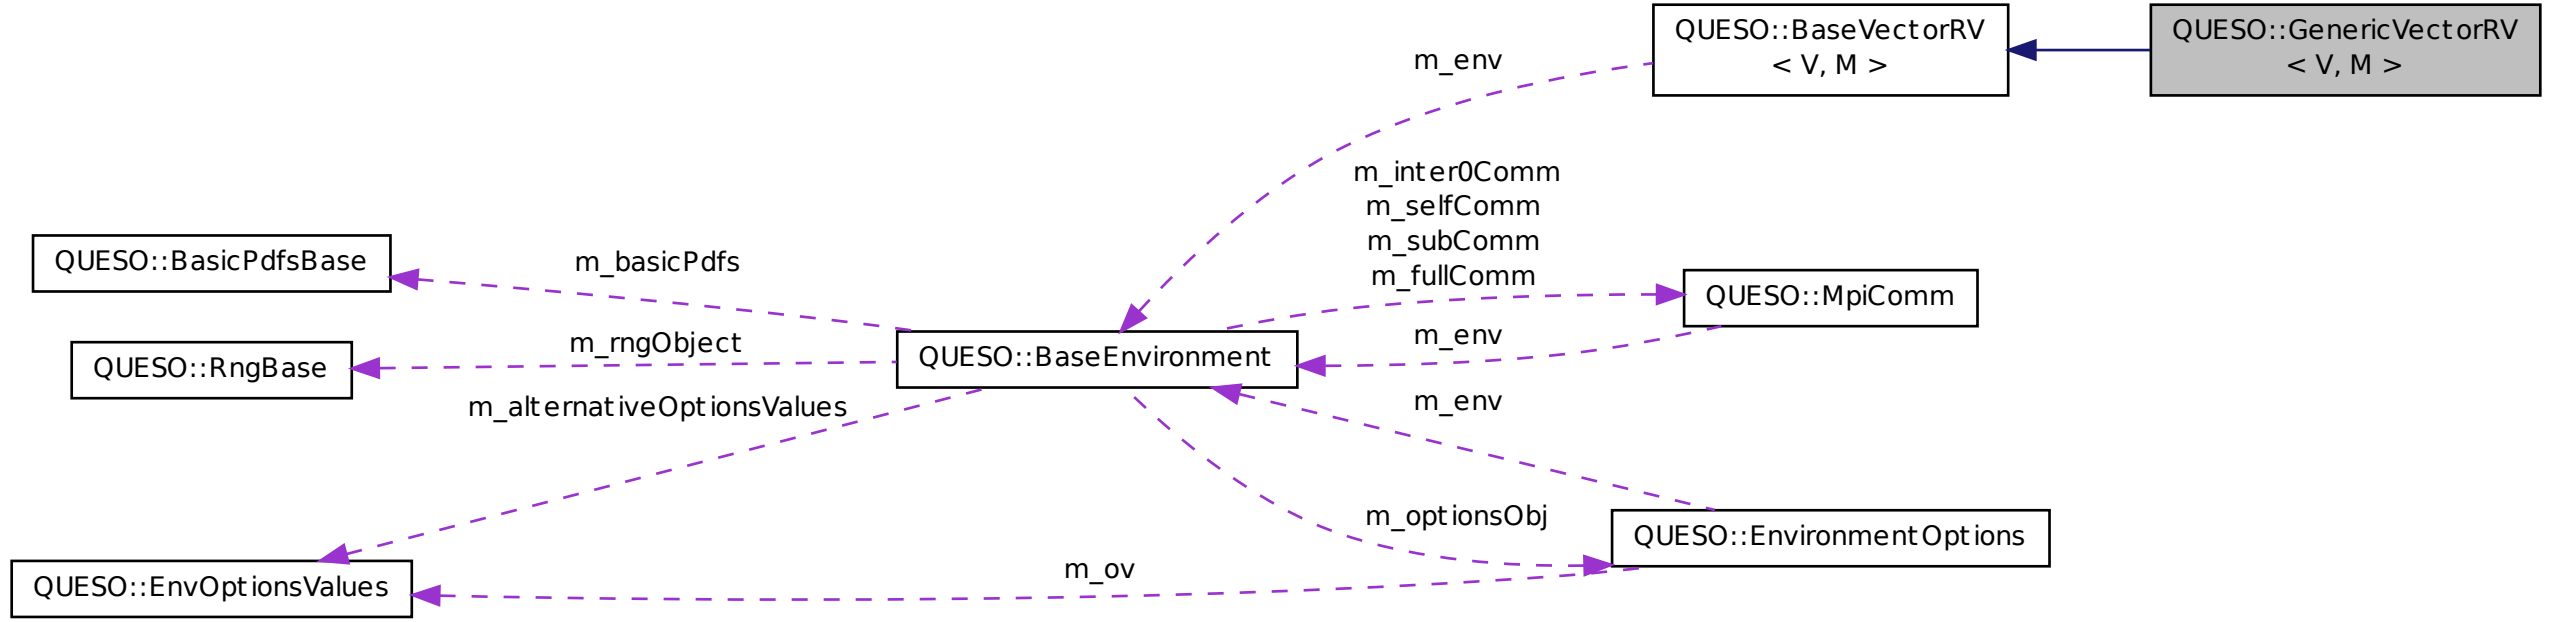 QUESO::BaseVectorRV
< V, M >
QUESO::GenericVectorRV
< V, M >
m_env
m_inter0Comm
m_selfComm
m_subComm
m_fullComm
QUESO::BasicPdfsBase
m_basicPdfs
QUESO::MpiComm
m_env
QUESO::RngBase
m_rngObject
QUESO::BaseEnvironment
m_alternativeOptionsValues
m_env
m_optionsObj
QUESO::EnvironmentOptions
m_ov
QUESO::EnvOptionsValues